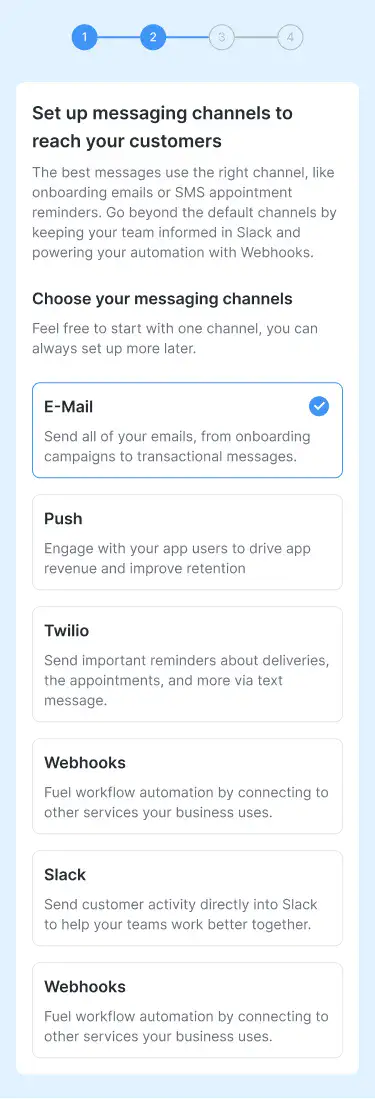 1 2 3 4
Set up messaging channels to
reach your customers
The best messages use the right channel, like
onboarding emails or SMS appointment
reminders. Go beyond the default channels by
keeping your team informed in Slack and
powering your automation with Webhooks.
Choose your messaging channels
Feel free to start with one channel, you can
always set up more later.
E-Mail
Send all of your emails, from onboarding
campaigns to transactional messages.
Push
Engage with your app users to drive app
revenue and improve retention
Twilio
Send important reminders about deliveries,
the appointments, and more via text
message.
Webhooks
Fuel workflow automation by connecting to
other services your business uses.
Slack
Send customer activity directly into Slack
to help your teams work better together.
Webhooks
Fuel workflow automation by connecting to
other services your business uses.